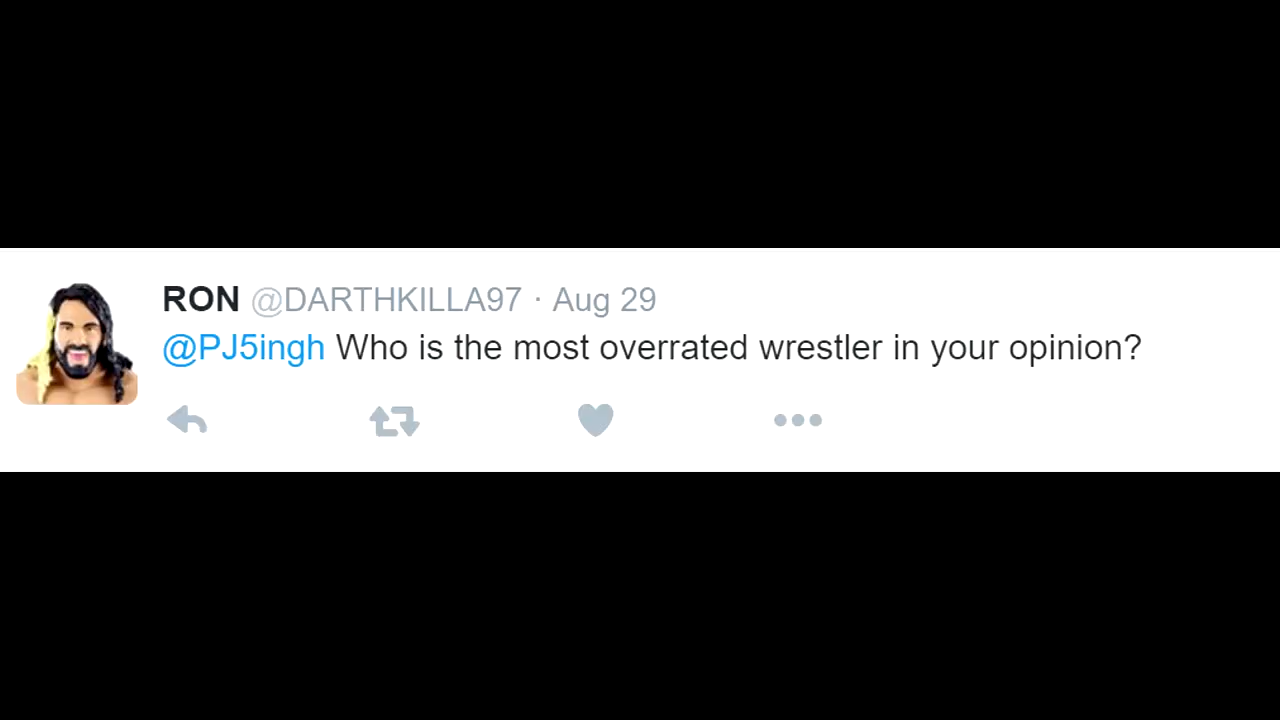 RON @DARTHKILLA97 · Aug 29
@PJ5ingh Who is the most overrated wrestler in your opinion?